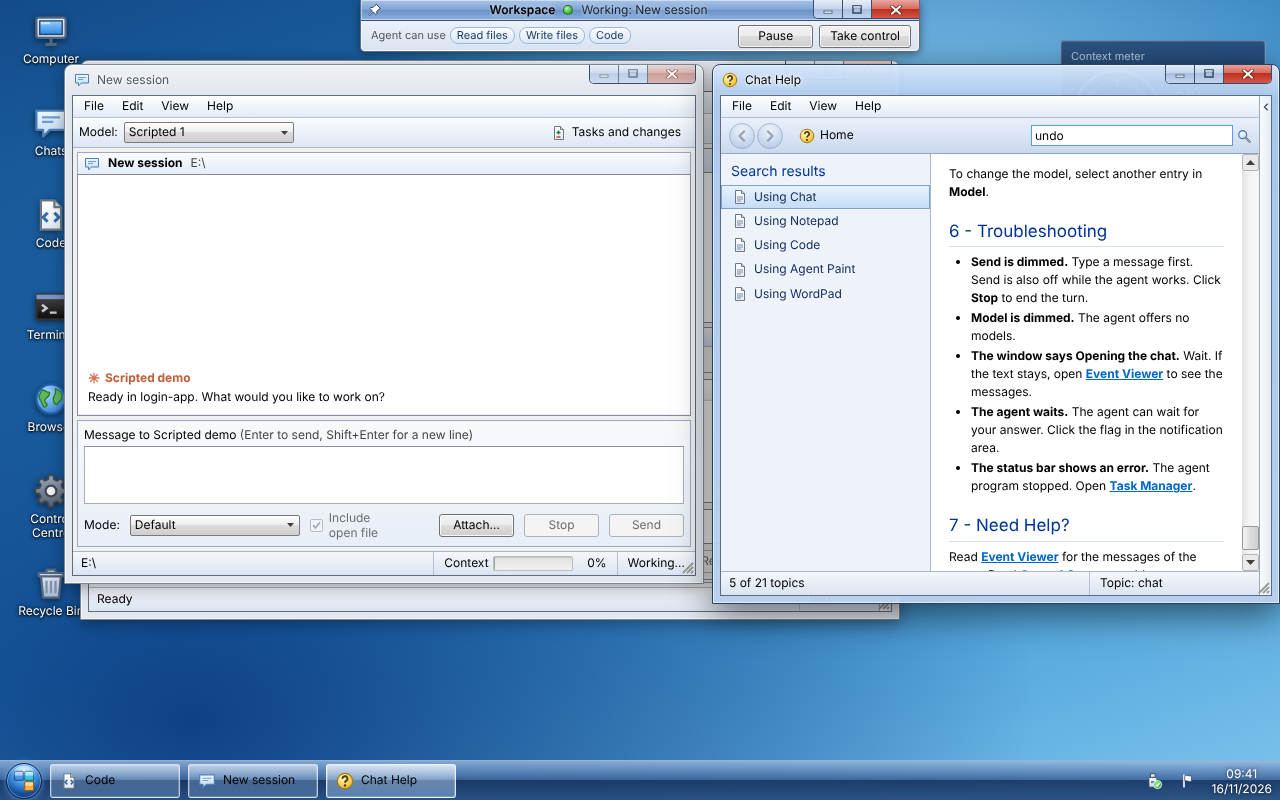 Workspace Working: New session
Agent can use Read files Write files Code
Pause Take control
Computer
Chats
Code
Control
Recycle Bin
Context meter
New session
File Edit View Help
Model: Scripted 1 Tasks and changes
New session E:\
Scripted demo
Ready in login-app. What would you like to work on?
Message to Scripted demo (Enter to send, Shift+Enter for a new line)
Mode: Default Include
open file Attach... Stop Send
E:\ Context 0% Working...
Ready
Chat Help
File Edit View Help
Home undo
Search results
Using Chat
Using Notepad
Using Code
Using Agent Paint
Using WordPad
To change the model, select another entry in
Model.
6 - Troubleshooting
• Send is dimmed. Type a message first.
Send is also off while the agent works. Click
Stop to end the turn.
• Model is dimmed. The agent offers no
models.
• The window says Opening the chat. Wait. If
the text stays, open Event Viewer to see the
messages.
• The agent waits. The agent can wait for
your answer. Click the flag in the notification
area.
• The status bar shows an error. The agent
program stopped. Open Task Manager.
7 - Need Help?
Read Event Viewer for the messages of the
5 of 21 topics Topic: chat
Code New session Chat Help
09:41
16/11/2026